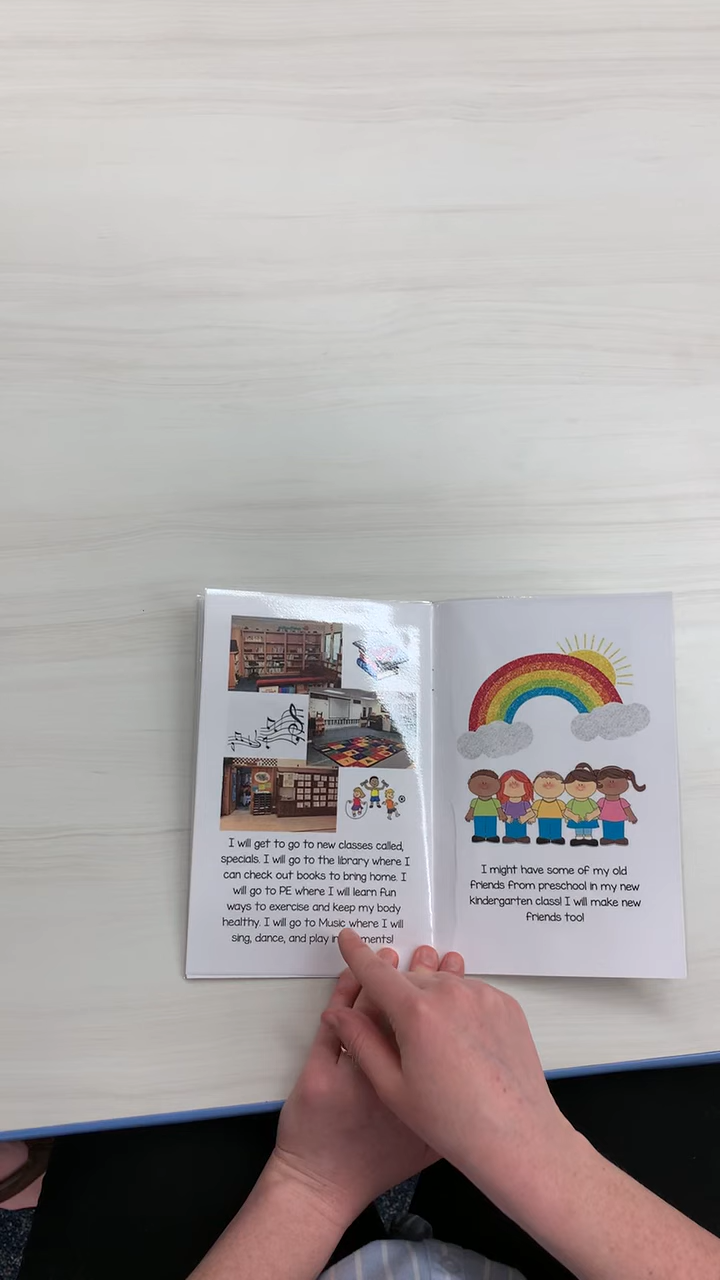 I will get to go to new classes called,
specials. I will go to the library where I
can check out books to bring home. I
will go to PE where I will learn fun
ways to exercise and keep my body
healthy. I will go to Music where I will
sing, dance, and play in ments!
I might have some of my old
friends from preschool in my new
kindergarten class! I will make new
friends too!